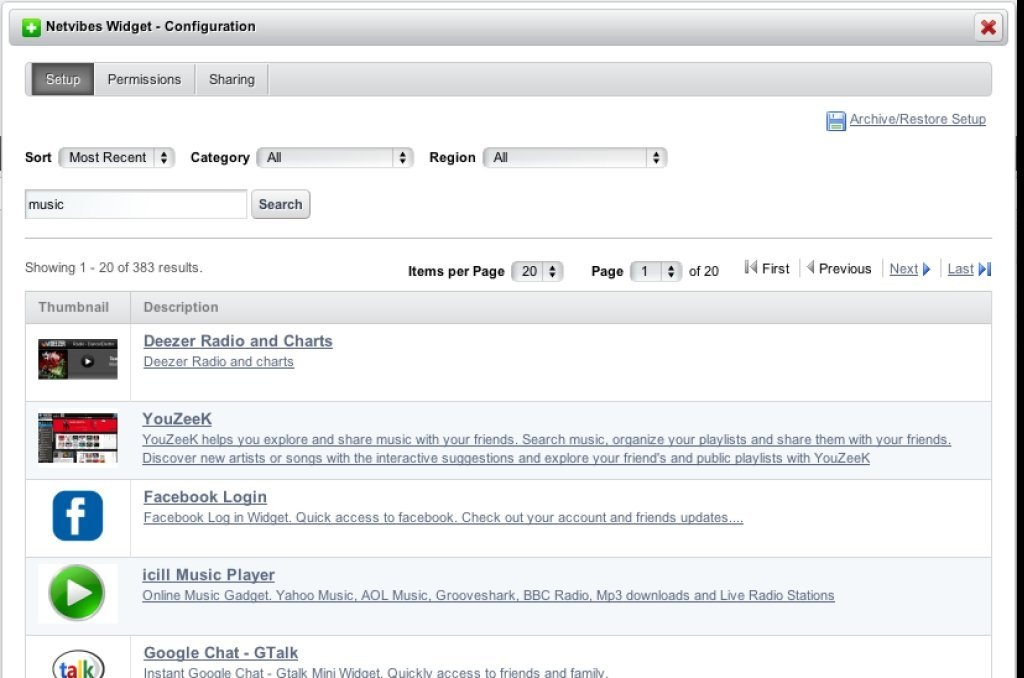 Netvibes Widget - Configuration
Setup Permissions Sharing
Archive/Restore Setup
Sort Most Recent Category All Region All
music Search
Showing 1 - 20 of 383 results. Items per Page 20 Page 1 of 20 First Previous Next Last
Thumbnail Description
Deezer Radio and Charts
Deezer Radio and charts
YouZeeK
YouZeeK helps you explore and share music with your friends. Search music, organize your playlists and share them with your friends.
Discover new artists or songs with the interactive suggestions and explore your friend's and public playlists with YouZeeK
Facebook Login
Facebook Log in Widget. Quick access to facebook. Check out your account and friends updates....
icill Music Player
Online Music Gadget. Yahoo Music, AOL Music, Grooveshark, BBC Radio, Mp3 downloads and Live Radio Stations
talk
Google Chat - GTalk
Instant Google Chat - Gtalk Mini Widget. Quickly access to friends and family.